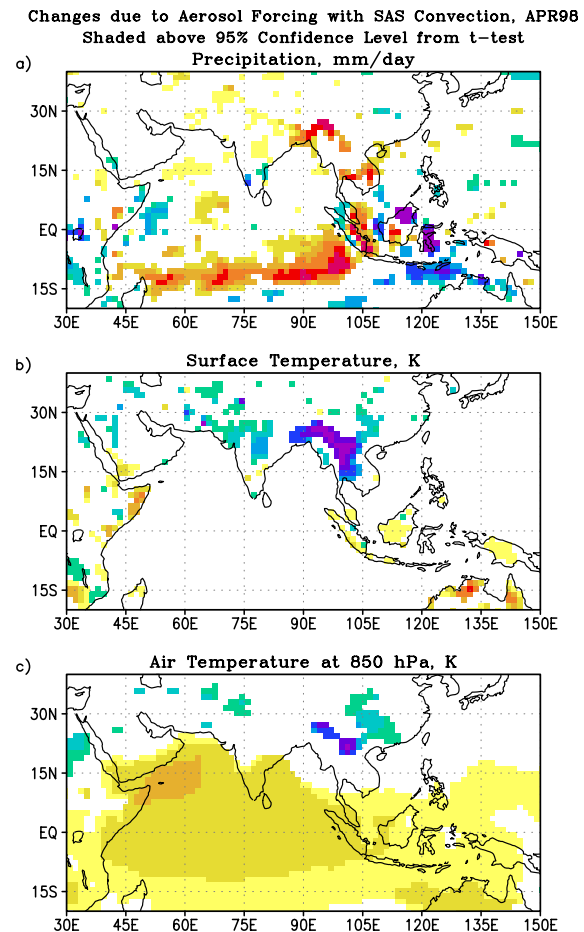 Changes due to Aerosol Forcing with SAS Convection, APR98
Shaded above 95% Confidence Level from t-test
a) Precipitation, mm/day
30N
15N
EQ
15S
30E 45E 60E 75E 90E 105E 120E 135E 150E
b) Surface Temperature, K
30N
15N
EQ
15S
30E 45E 60E 75E 90E 105E 120E 135E 150E
c) Air Temperature at 850 hPa, K
30N
15N
EQ
15S
30E 45E 60E 75E 90E 105E 120E 135E 150E